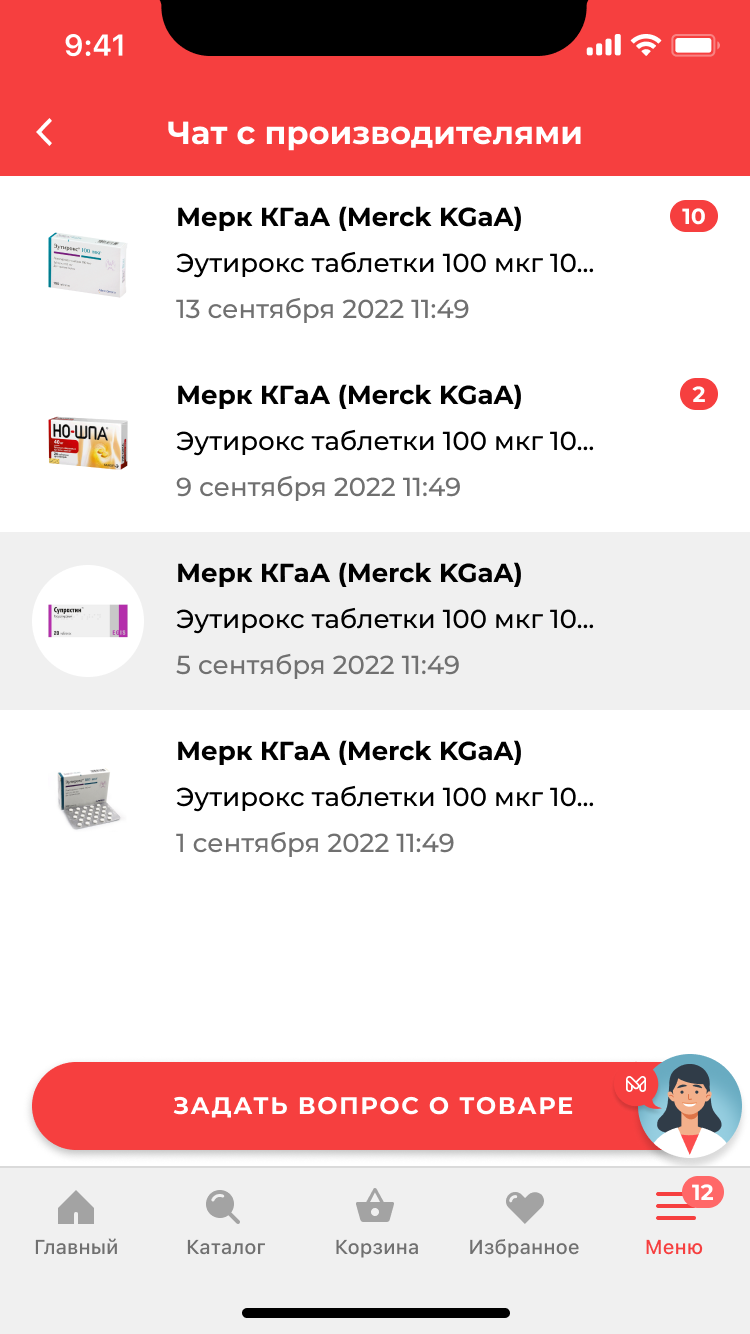 9:41
Чат с производителями
Мерк КГаА (Merck KGaA)
10
Эутирокс таблетки 100 мкг 10...
13 сентября 2022 11:49
Эутирокс® 100 мкг
Мерк КГаА (Merck KGaA)
2
Эутирокс таблетки 100 мкг 10...
9 сентября 2022 11:49
НО-ШПА®
Мерк КГаА (Merck KGaA)
Эутирокс таблетки 100 мкг 10...
5 сентября 2022 11:49
Супрастин®
Мерк КГаА (Merck KGaA)
Эутирокс таблетки 100 мкг 10...
1 сентября 2022 11:49
ЗАДАТЬ ВОПРОС О ТОВАРЕ
12
Главный
Каталог
Корзина
Избранное
Меню